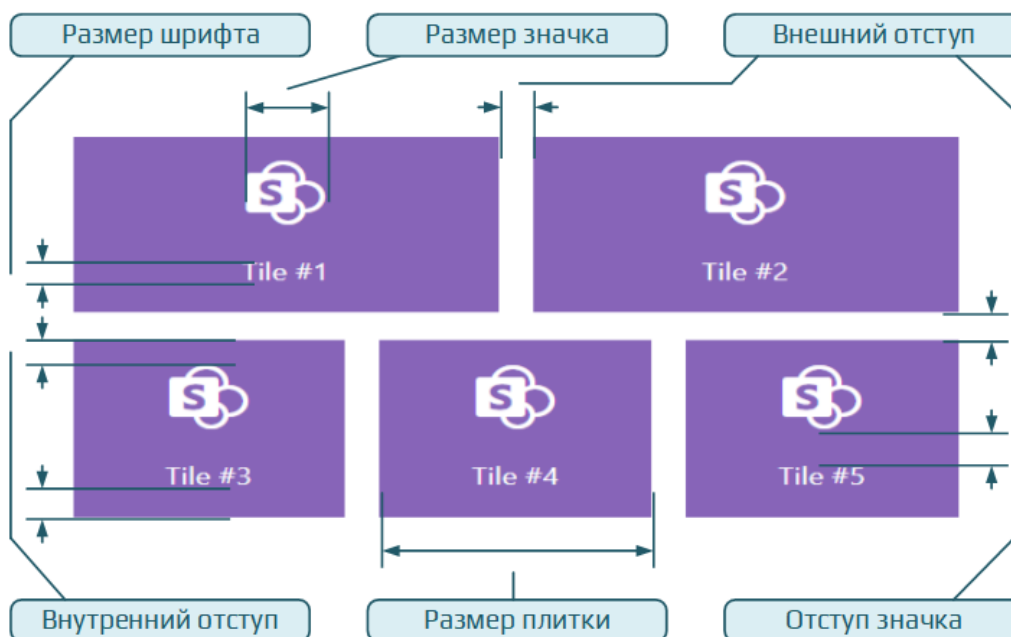 Размер шрифта
Размер значка
Внешний отступ
S
S
Tile #1
Tile #2
S
S
S
Tile #3
Tile #4
Tile #5
Внутренний отступ
Размер плитки
Отступ значка